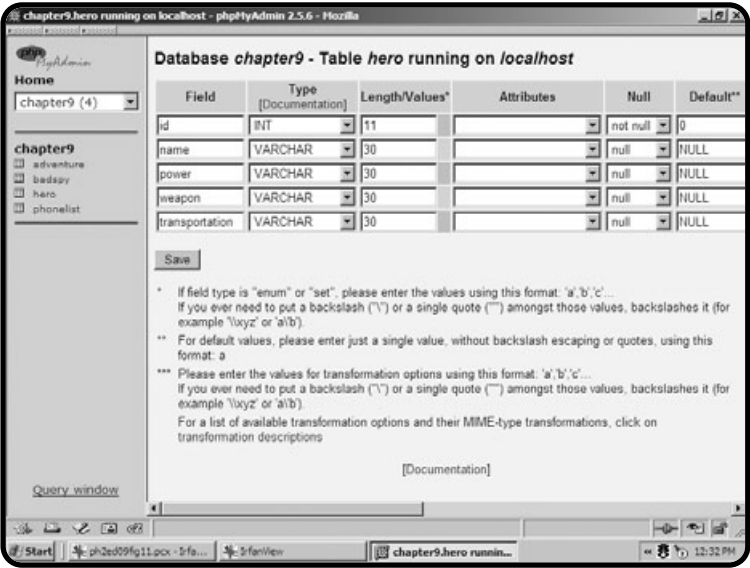 chapter9.hero running on localhost - phpMyAdmin 2.5.6 - Mozilla
php
MyAdmin
Home
chapter9 (4)
chapter9
adventure
badspy
hero
phonelist
Query window
Database chapter9 - Table hero running on localhost
Field Type [Documentation] Length/Values* Attributes Null Default**
id INT 11 not null 0
name VARCHAR 30 null NULL
power VARCHAR 30 null NULL
weapon VARCHAR 30 null NULL
transportation VARCHAR 30 null NULL
Save
* If field type is "enum" or "set", please enter the values using this format: 'a','b','c'...
If you ever need to put a backslash ("\") or a single quote ("'") amongst those values, backslashes it (for
example '\\xyz' or 'a\'b').
** For default values, please enter just a single value, without backslash escaping or quotes, using this
format: a
*** Please enter the values for transformation options using this format: 'a','b','c'...
If you ever need to put a backslash ("\") or a single quote ("'") amongst those values, backslashes it (for
example '\\xyz' or 'a\'b').
For a list of available transformation options and their MIME-type transformations, click on
transformation descriptions
[Documentation]
Start ph2ed09fig11.pcx - Irfa... IrfanView chapter9.hero runnin... 12:32 PM